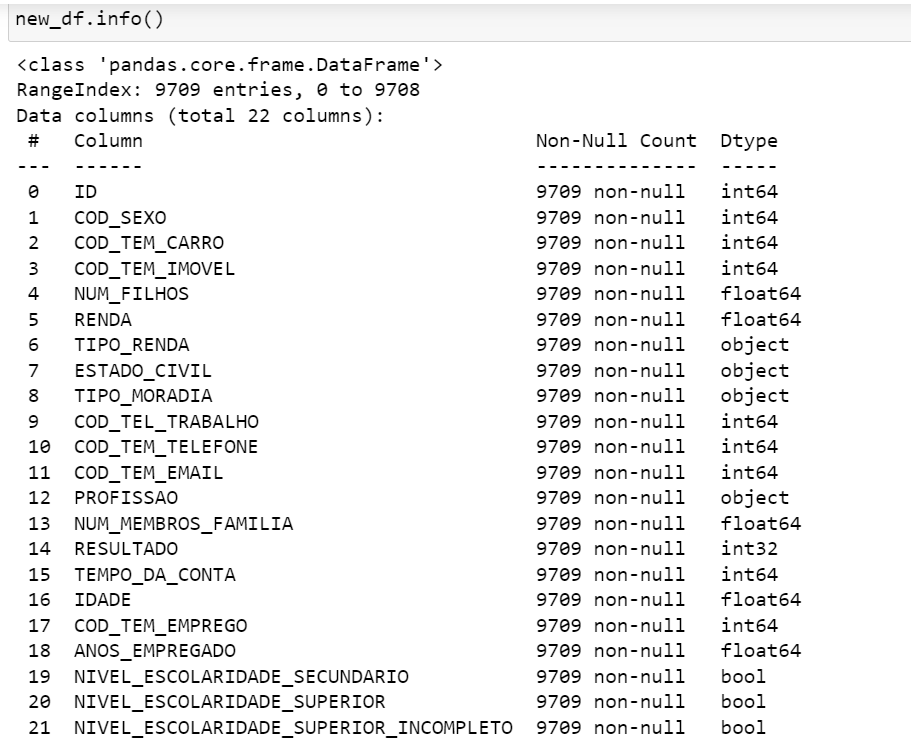 new_df.info()
<class 'pandas.core.frame.DataFrame'>
RangeIndex: 9709 entries, 0 to 9708
Data columns (total 22 columns):
 #   Column                                Non-Null Count  Dtype
---  ------                                --------------  -----
 0   ID                                    9709 non-null   int64
 1   COD_SEXO                              9709 non-null   int64
 2   COD_TEM_CARRO                         9709 non-null   int64
 3   COD_TEM_IMOVEL                        9709 non-null   int64
 4   NUM_FILHOS                            9709 non-null   float64
 5   RENDA                                 9709 non-null   float64
 6   TIPO_RENDA                            9709 non-null   object
 7   ESTADO_CIVIL                          9709 non-null   object
 8   TIPO_MORADIA                          9709 non-null   object
 9   COD_TEL_TRABALHO                      9709 non-null   int64
 10  COD_TEM_TELEFONE                      9709 non-null   int64
 11  COD_TEM_EMAIL                         9709 non-null   int64
 12  PROFISSAO                             9709 non-null   object
 13  NUM_MEMBROS_FAMILIA                   9709 non-null   float64
 14  RESULTADO                             9709 non-null   int32
 15  TEMPO_DA_CONTA                        9709 non-null   int64
 16  IDADE                                 9709 non-null   float64
 17  COD_TEM_EMPREGO                       9709 non-null   int64
 18  ANOS_EMPREGADO                        9709 non-null   float64
 19  NIVEL_ESCOLARIDADE_SECUNDARIO         9709 non-null   bool
 20  NIVEL_ESCOLARIDADE_SUPERIOR           9709 non-null   bool
 21  NIVEL_ESCOLARIDADE_SUPERIOR_INCOMPLETO  9709 non-null   bool